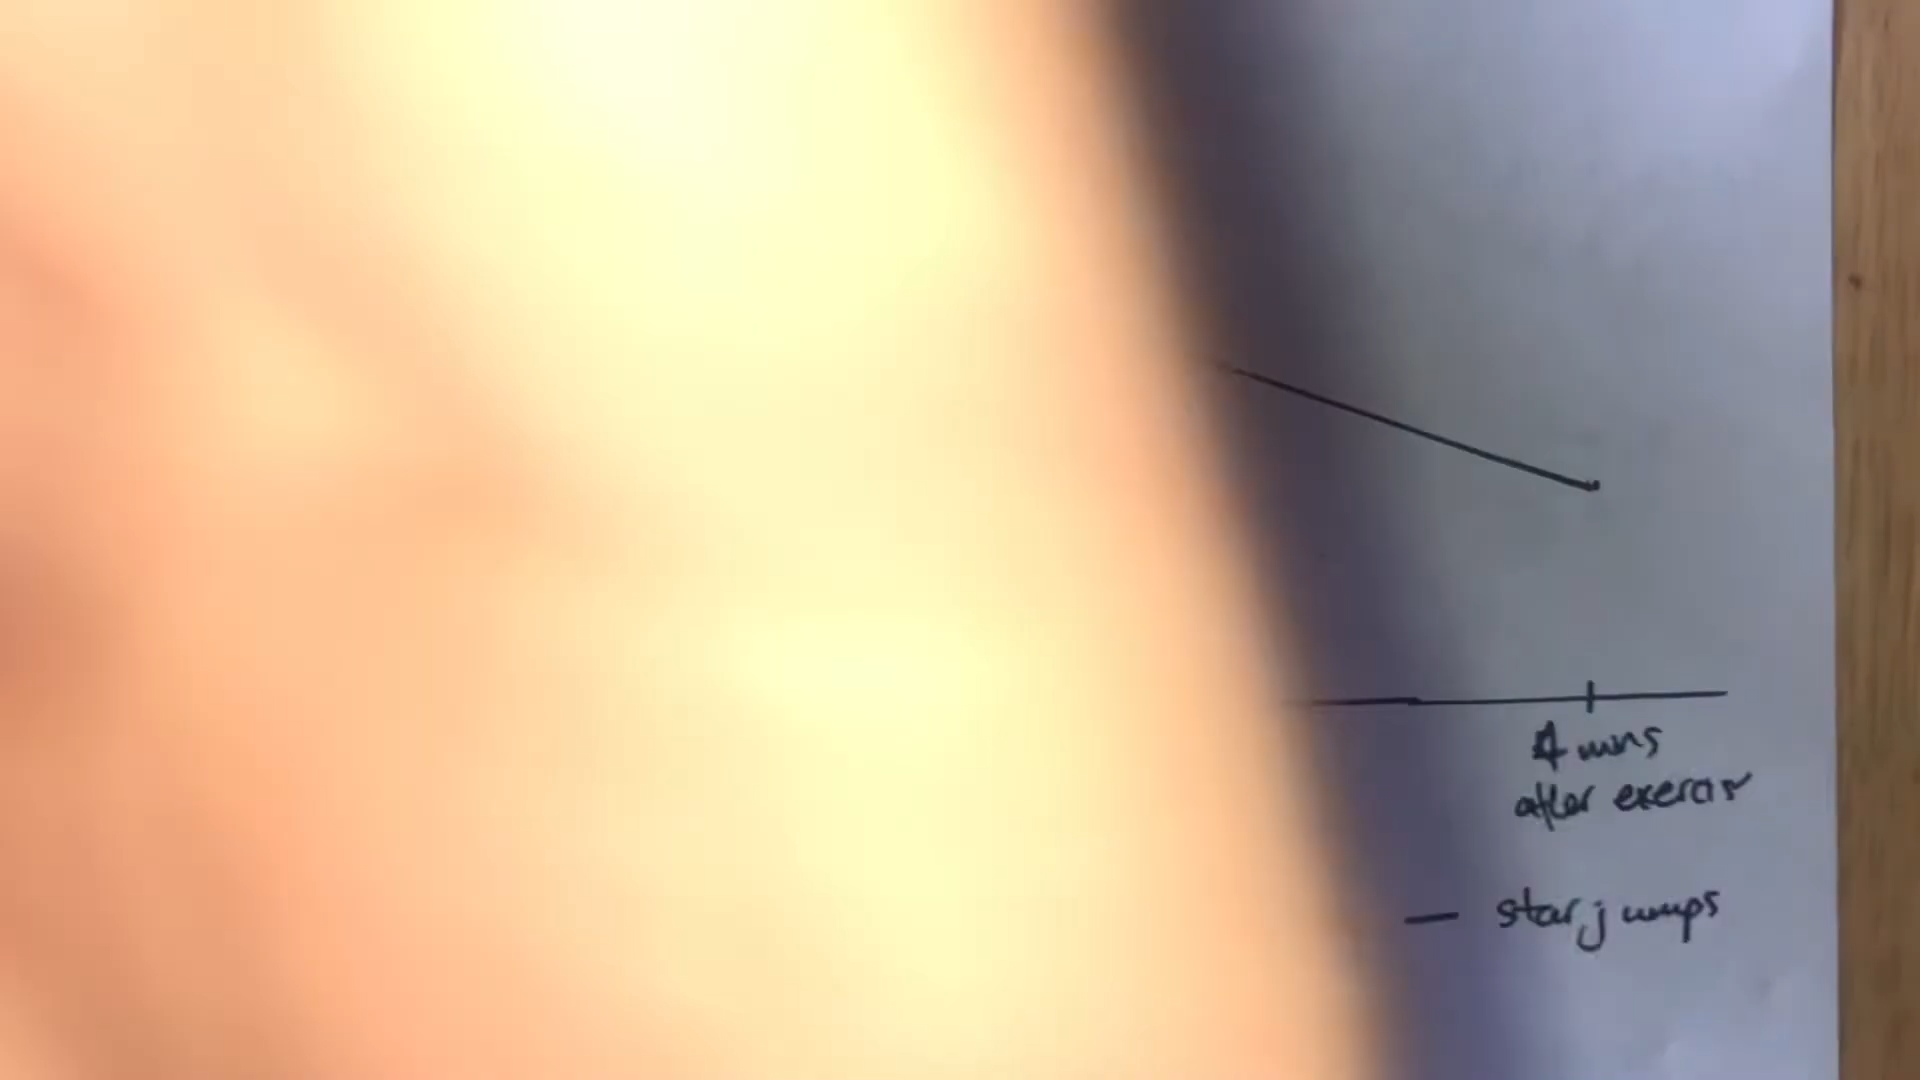 4 mins
after exercise
— star jumps